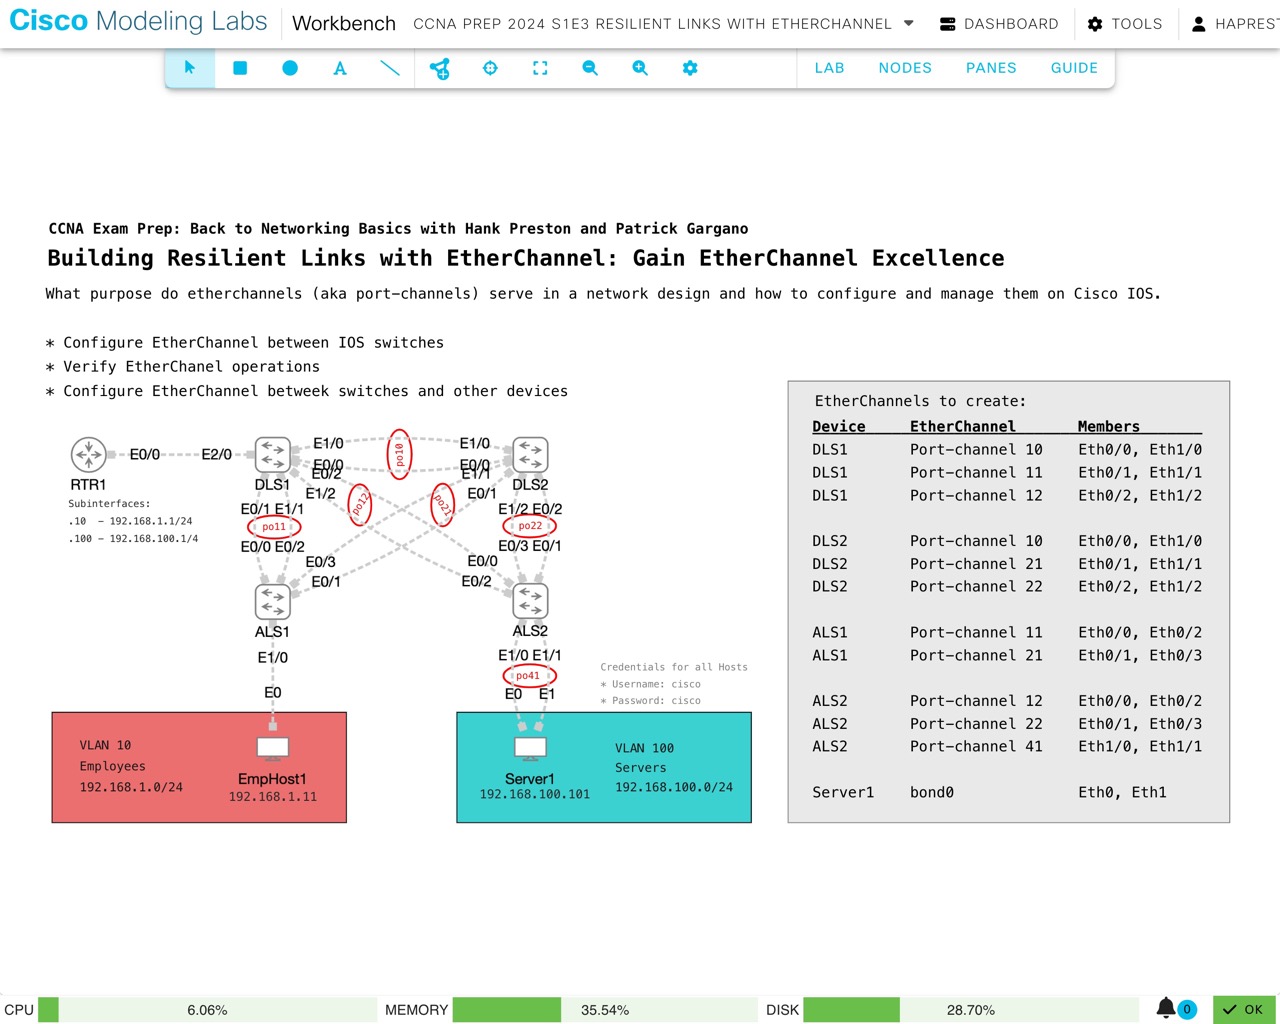 Cisco Modeling Labs Workbench CCNA PREP 2024 S1E3 RESILIENT LINKS WITH ETHERCHANNEL DASHBOARD TOOLS HAPREST
A LAB NODES PANES GUIDE
CCNA Exam Prep: Back to Networking Basics with Hank Preston and Patrick Gargano
Building Resilient Links with EtherChannel: Gain EtherChannel Excellence
What purpose do etherchannels (aka port-channels) serve in a network design and how to configure and manage them on Cisco IOS.
* Configure EtherChannel between IOS switches
* Verify EtherChanel operations
* Configure EtherChannel betweek switches and other devices
E1/0 po10 E1/0
E0/0 E2/0
E0/0 E0/0
E0/2 E1/1
RTR1 DLS1 DLS2
E1/2 po12 po21 E0/1
Subinterfaces:
.10 - 192.168.1.1/24
.100 - 192.168.100.1/4
E0/1 E1/1 E1/2 E0/2
po11 po22
E0/0 E0/2 E0/3 E0/1
E0/3 E0/0
E0/1 E0/2
ALS1 ALS2
E1/0 E1/0 E1/1
po41
E0 E0 E1
Credentials for all Hosts
* Username: cisco
* Password: cisco
VLAN 10
Employees
192.168.1.0/24
EmpHost1
192.168.1.11
Server1
192.168.100.101
VLAN 100
Servers
192.168.100.0/24
EtherChannels to create:
Device EtherChannel Members
DLS1 Port-channel 10 Eth0/0, Eth1/0
DLS1 Port-channel 11 Eth0/1, Eth1/1
DLS1 Port-channel 12 Eth0/2, Eth1/2
DLS2 Port-channel 10 Eth0/0, Eth1/0
DLS2 Port-channel 21 Eth0/1, Eth1/1
DLS2 Port-channel 22 Eth0/2, Eth1/2
ALS1 Port-channel 11 Eth0/0, Eth0/2
ALS1 Port-channel 21 Eth0/1, Eth0/3
ALS2 Port-channel 12 Eth0/0, Eth0/2
ALS2 Port-channel 22 Eth0/1, Eth0/3
ALS2 Port-channel 41 Eth1/0, Eth1/1
Server1 bond0 Eth0, Eth1
CPU 6.06% MEMORY 35.54% DISK 28.70% 0 OK